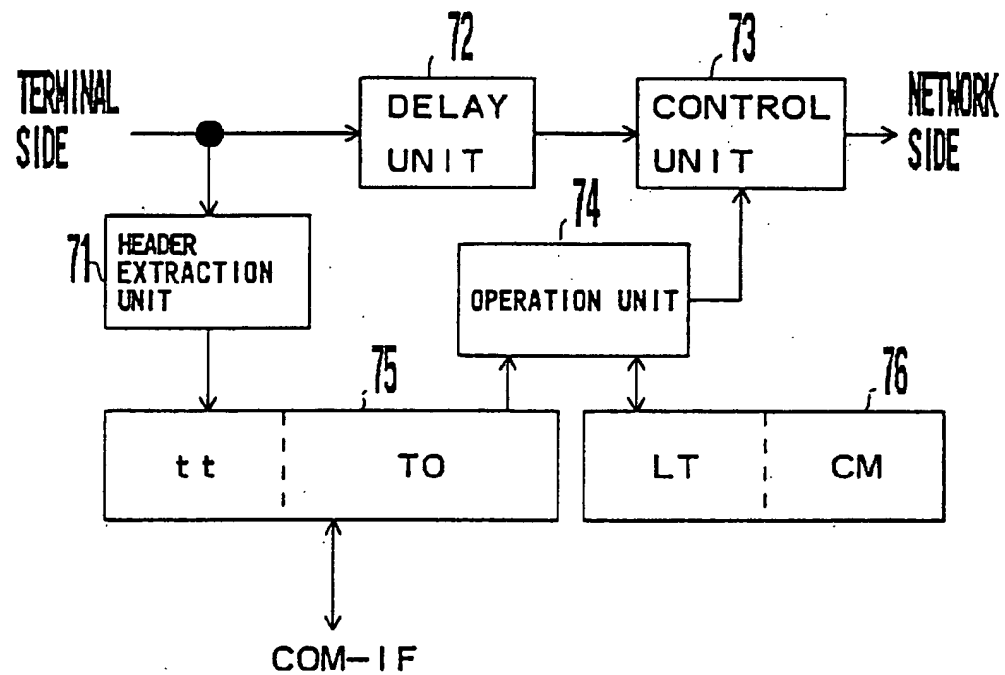 72
73
TERMINAL
SIDE
DELAY
UNIT
CONTROL
UNIT
NETWORK
SIDE
71
HEADER
EXTRACTION
UNIT
74
OPERATION UNIT
75
76
tt
TO
LT
CM
COM-IF